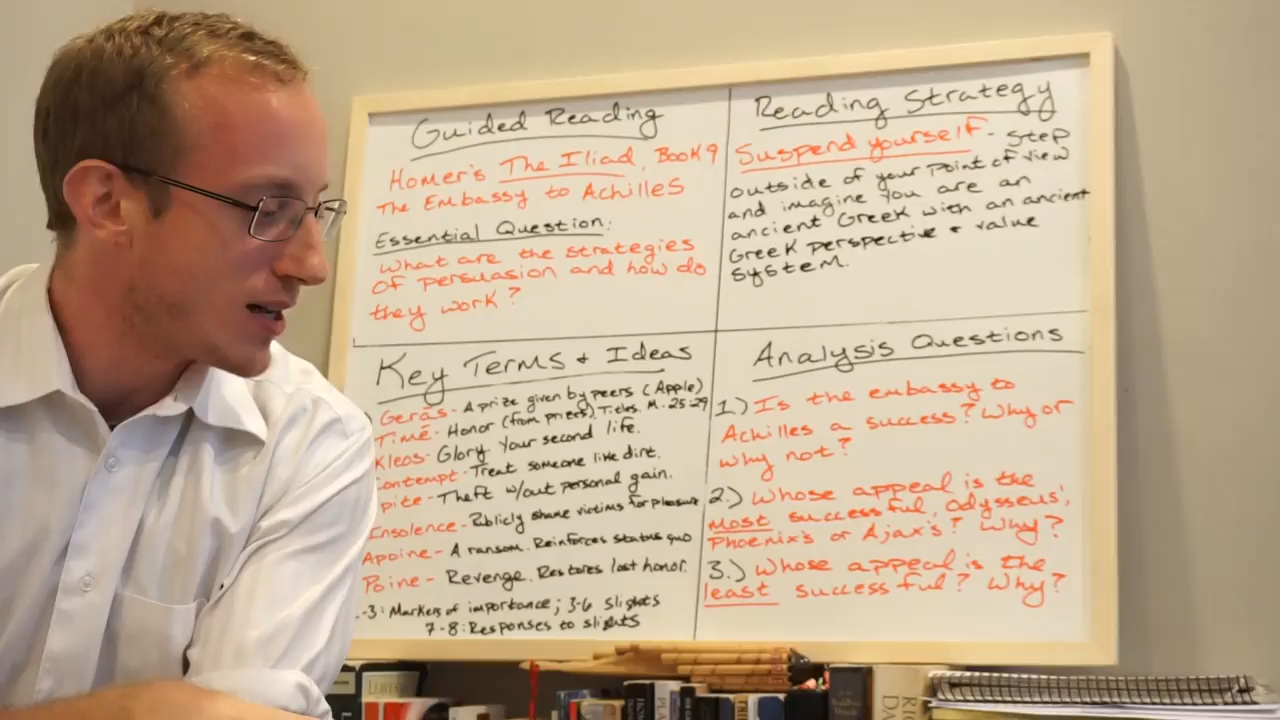 Guided Reading
Homer's The Iliad, Book 9
The Embassy to Achilles
Essential Question:
What are the strategies
of persuasion and how do
they work?
Reading Strategy
Suspend yourself - step
outside of your point of view
and imagine you are an
ancient Greek with an ancient
Greek perspective + value
system.
Key Terms + Ideas
Geras - A prize given by peers (Apple)
Timē - Honor (from priets). Titles. M. 25-29
Kleos - Glory. Your second life.
ontempt - Treat someone like dirt.
pite - Theft w/out personal gain.
Insolence - Publicly shame victims for pleasure
Apoine - A ransom. Reinforces status quo
Poine - Revenge. Restores lost honor.
-3: Markers of importance; 3-6 slights
7-8: Responses to slights
Analysis Questions
1) Is the embassy to
Achilles a success? Why or
why not?
2.) Whose appeal is the
most successful, Odysseus',
Phoenix's or Ajax's? Why?
3.) Whose appeal is the
least successful? Why?